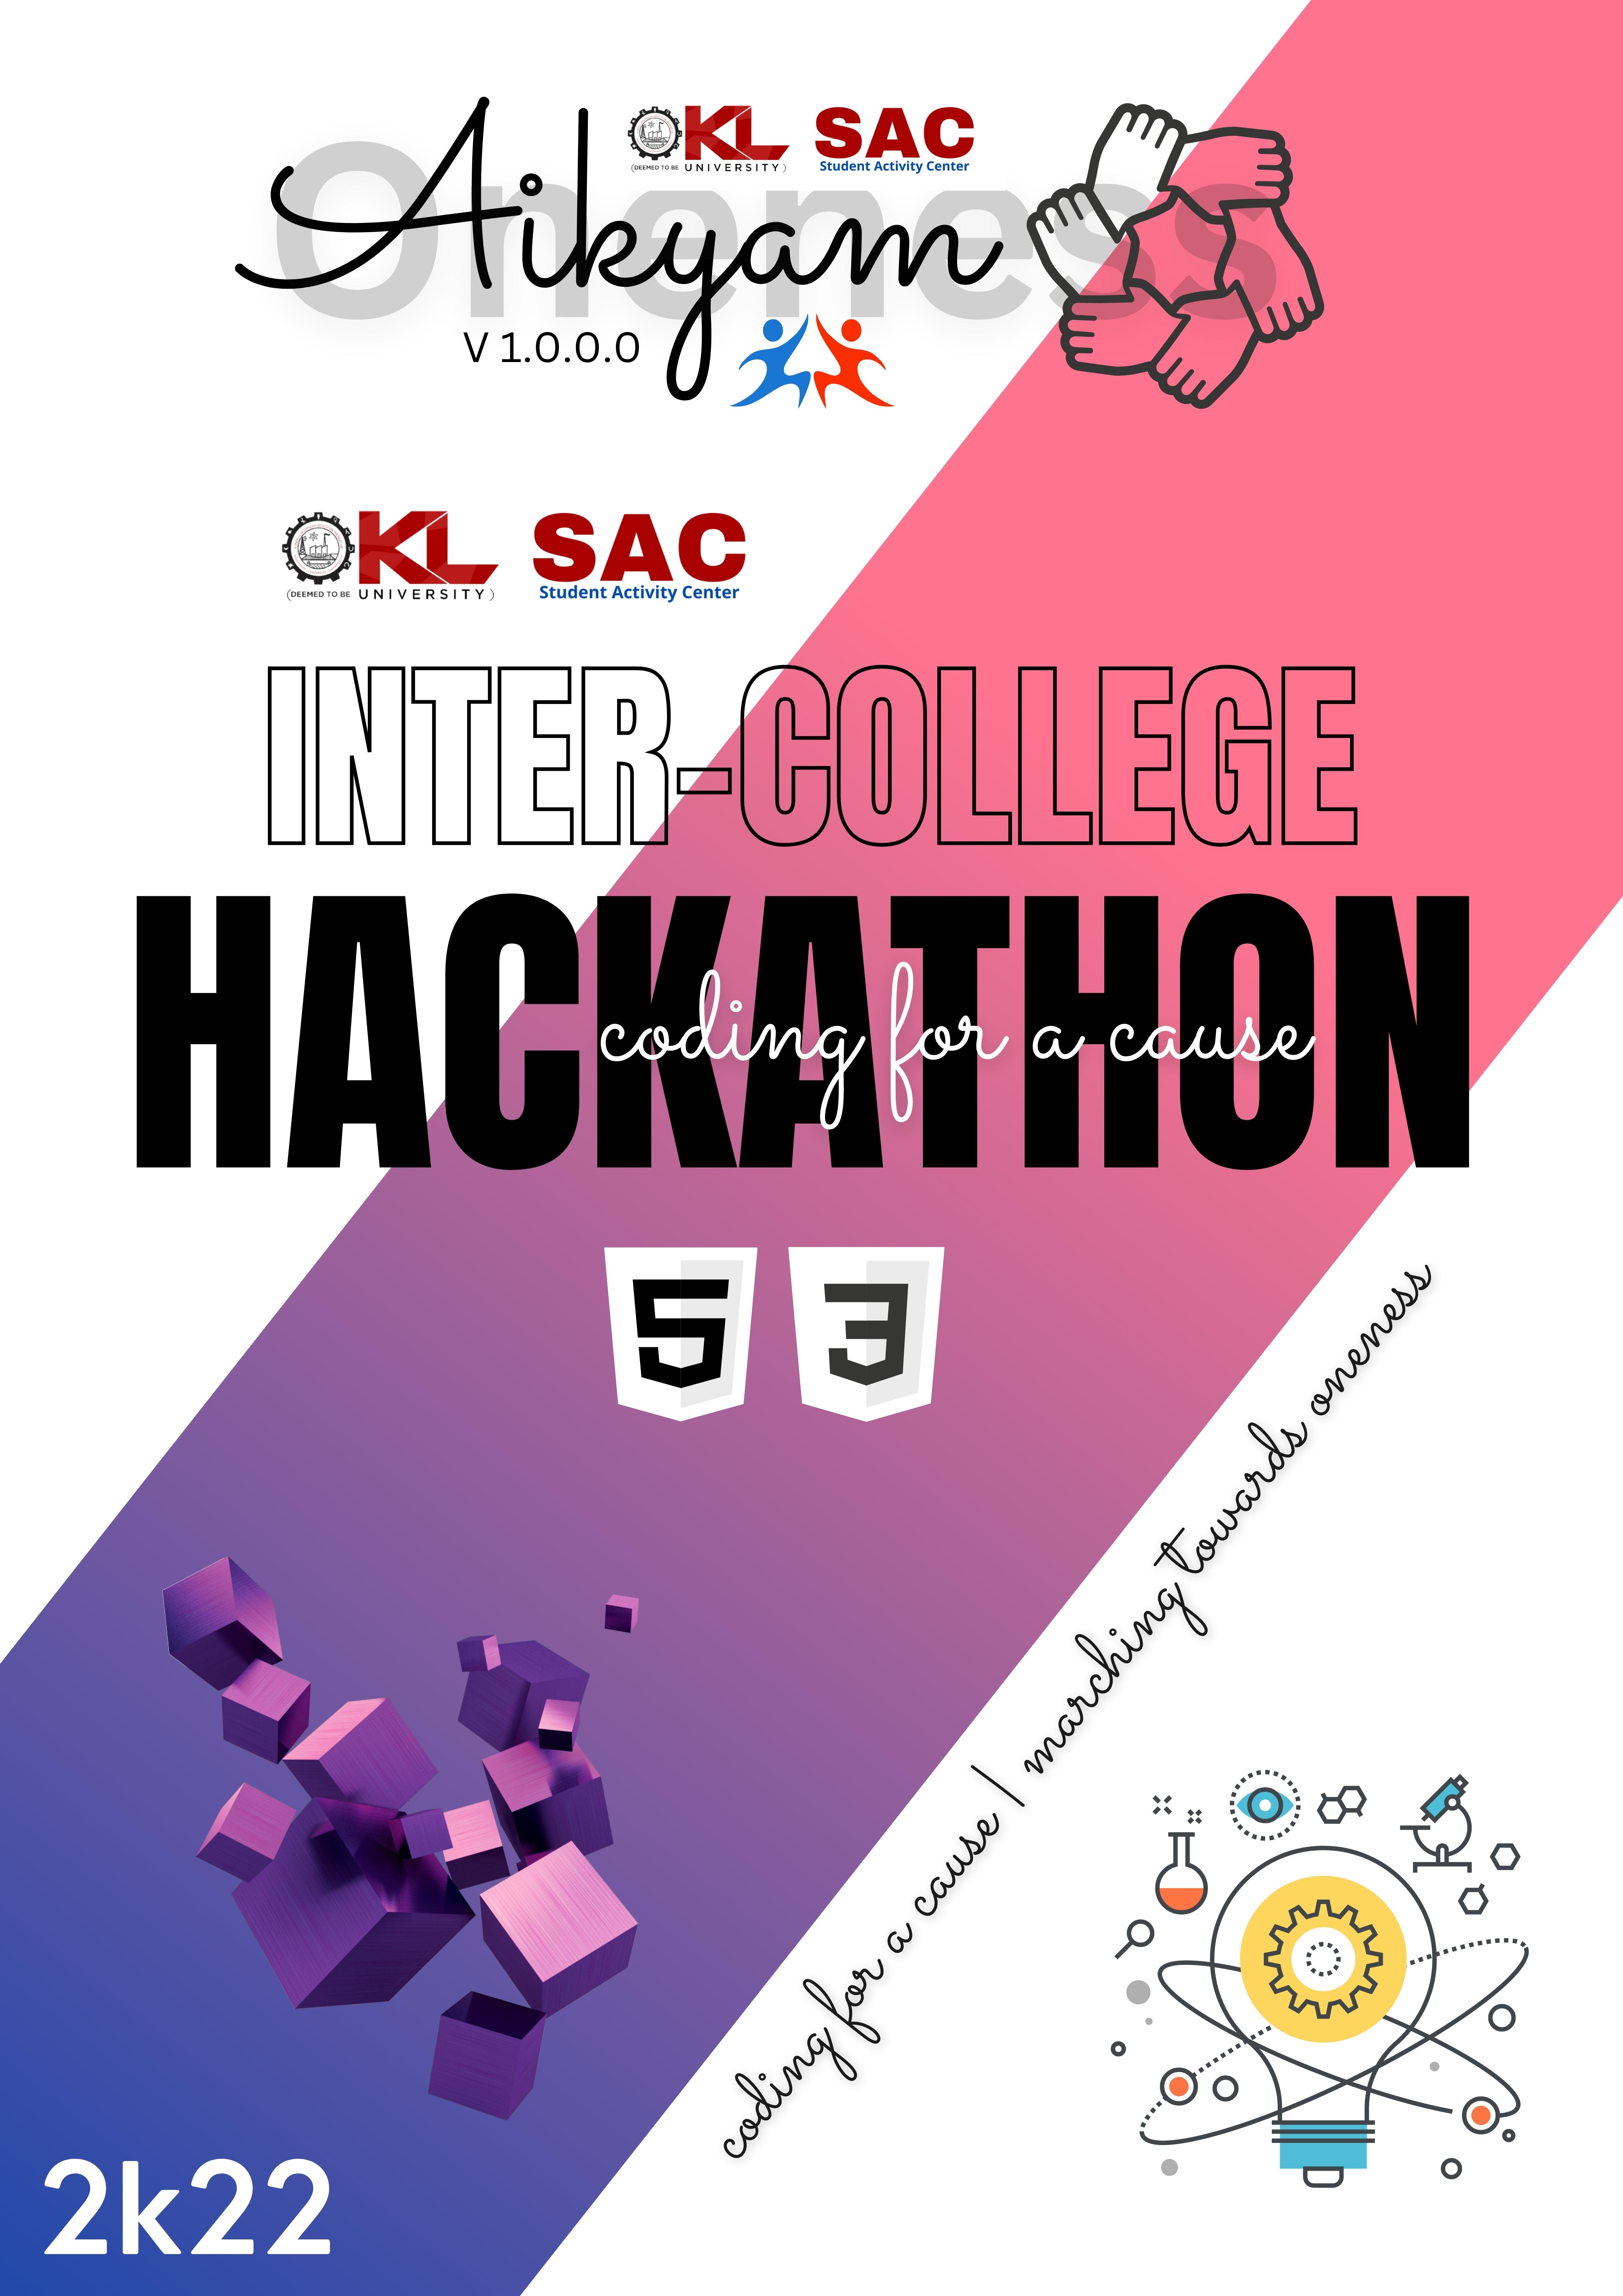 KL SAC
(DEEMED TO BE UNIVERSITY) Student Activity Center
Oneness
Aikyam
V 1.0.0.0
KL SAC
(DEEMED TO BE UNIVERSITY) Student Activity Center
INTER-COLLEGE
HACKATHON
coding for a cause
5 3
coding for a cause | marching towards oneness
2k22